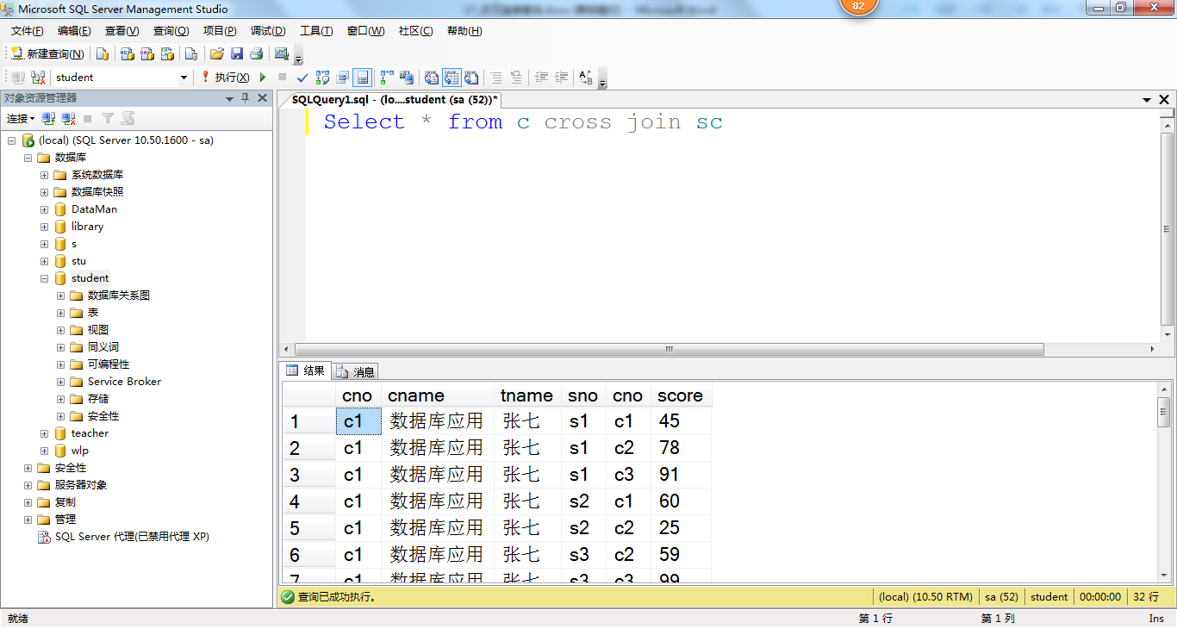 Microsoft SQL Server Management Studio
82
文件(F) 编辑(E) 查看(V) 查询(Q) 项目(P) 调试(D) 工具(T) 窗口(W) 社区(C) 帮助(H)
新建查询(N)
student 执行(X)
对象资源管理器
连接
(local) (SQL Server 10.50.1600 - sa)
数据库
系统数据库
数据库快照
DataMan
library
s
stu
student
数据库关系图
表
视图
同义词
可编程性
Service Broker
存储
安全性
teacher
wlp
安全性
服务器对象
复制
管理
SQL Server 代理(已禁用代理 XP)
SQLQuery1.sql - (lo....student (sa (52))*
Select * from c cross join sc
结果 消息
cno cname tname sno cno score
1 c1 数据库应用 张七 s1 c1 45
2 c1 数据库应用 张七 s1 c2 78
3 c1 数据库应用 张七 s1 c3 91
4 c1 数据库应用 张七 s2 c1 60
5 c1 数据库应用 张七 s2 c2 25
6 c1 数据库应用 张七 s3 c2 59
7 c1 数据库应用 张七 s3 c3 99
查询已成功执行。 (local) (10.50 RTM) sa (52) student 00:00:00 32 行
就绪 第 1 行 第 1 列 Ins